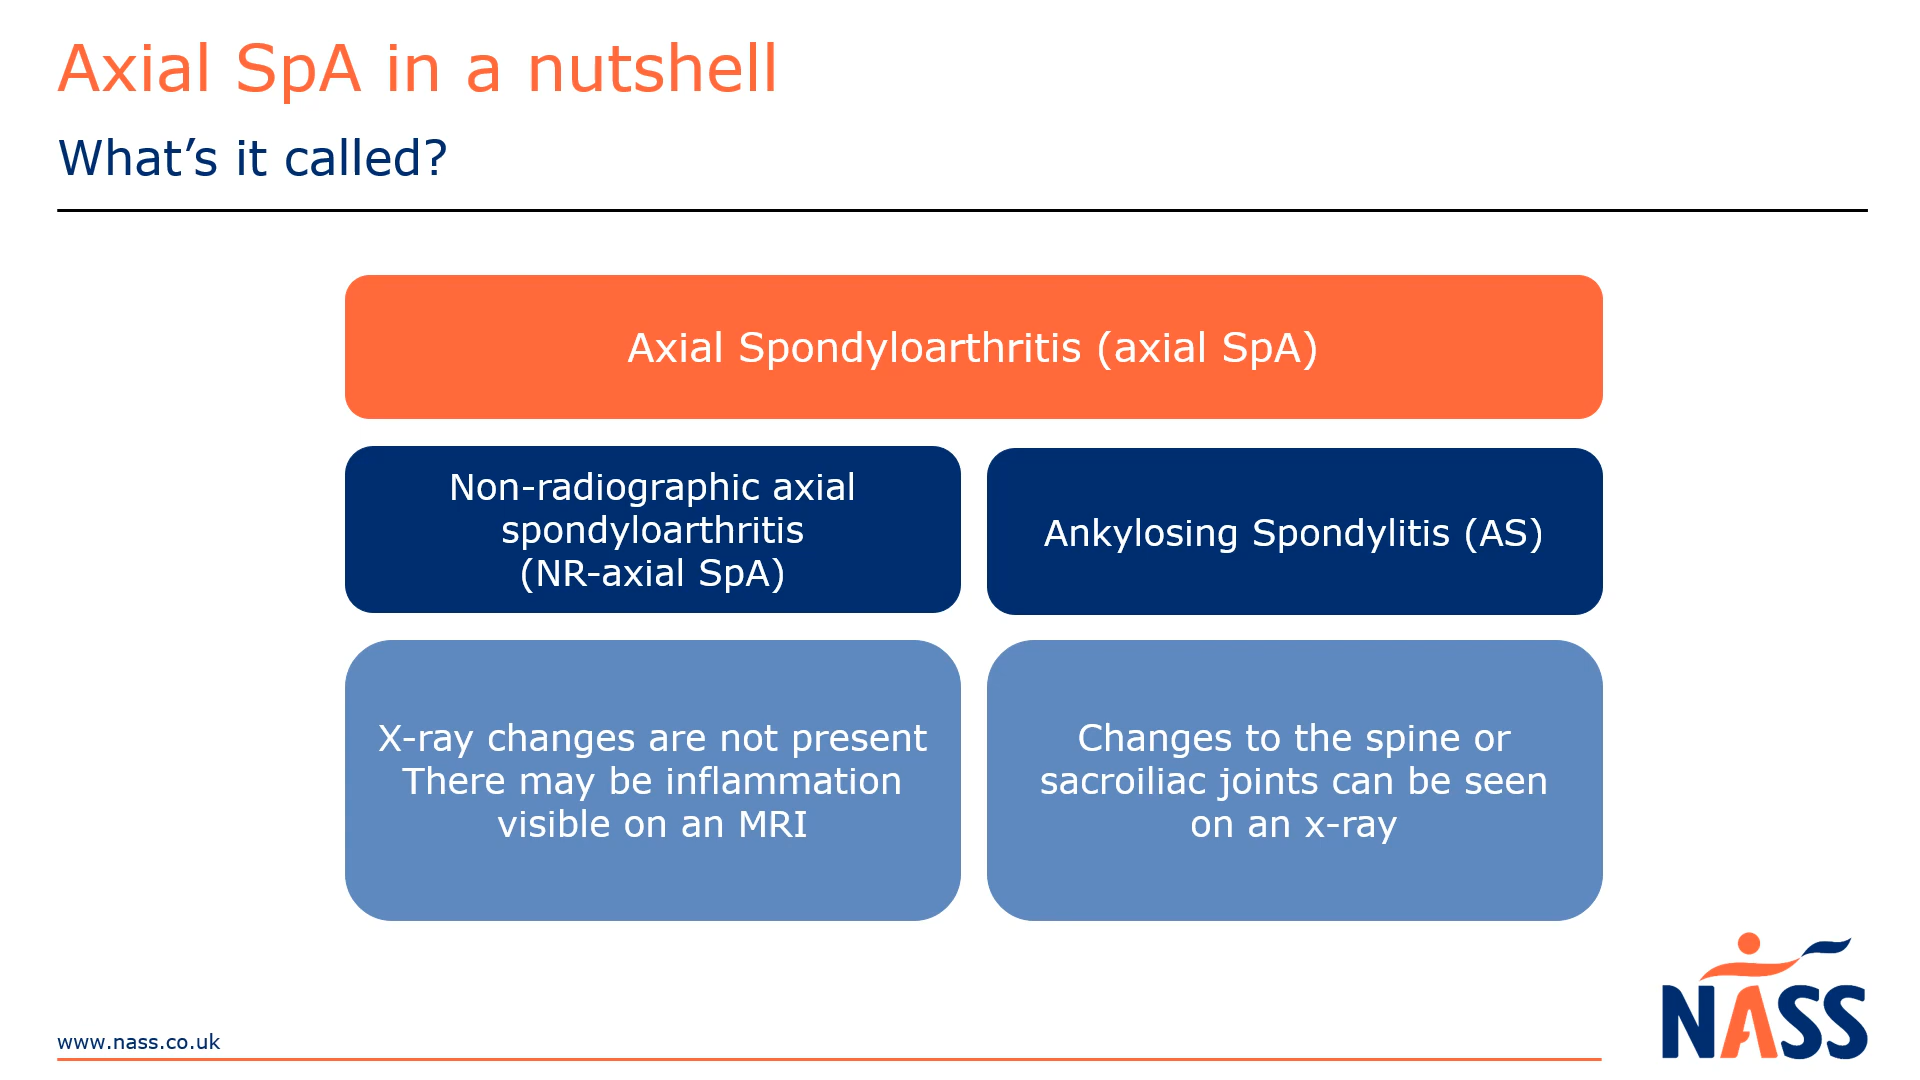 Axial SpA in a nutshell
What’s it called?
Axial Spondyloarthritis (axial SpA)
Non-radiographic axial
spondyloarthritis
(NR-axial SpA)
Ankylosing Spondylitis (AS)
X-ray changes are not present
There may be inflammation
visible on an MRI
Changes to the spine or
sacroiliac joints can be seen
on an x-ray
www.nass.co.uk
NASS